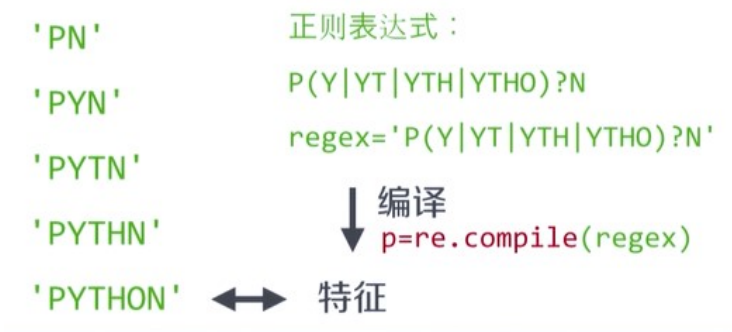 'PN'
'PYN'
'PYTN'
'PYTHN'
'PYTHON'
正则表达式：
P(Y|YT|YTH|YTHO)?N
regex='P(Y|YT|YTH|YTHO)?N'
编译
p=re.compile(regex)
特征